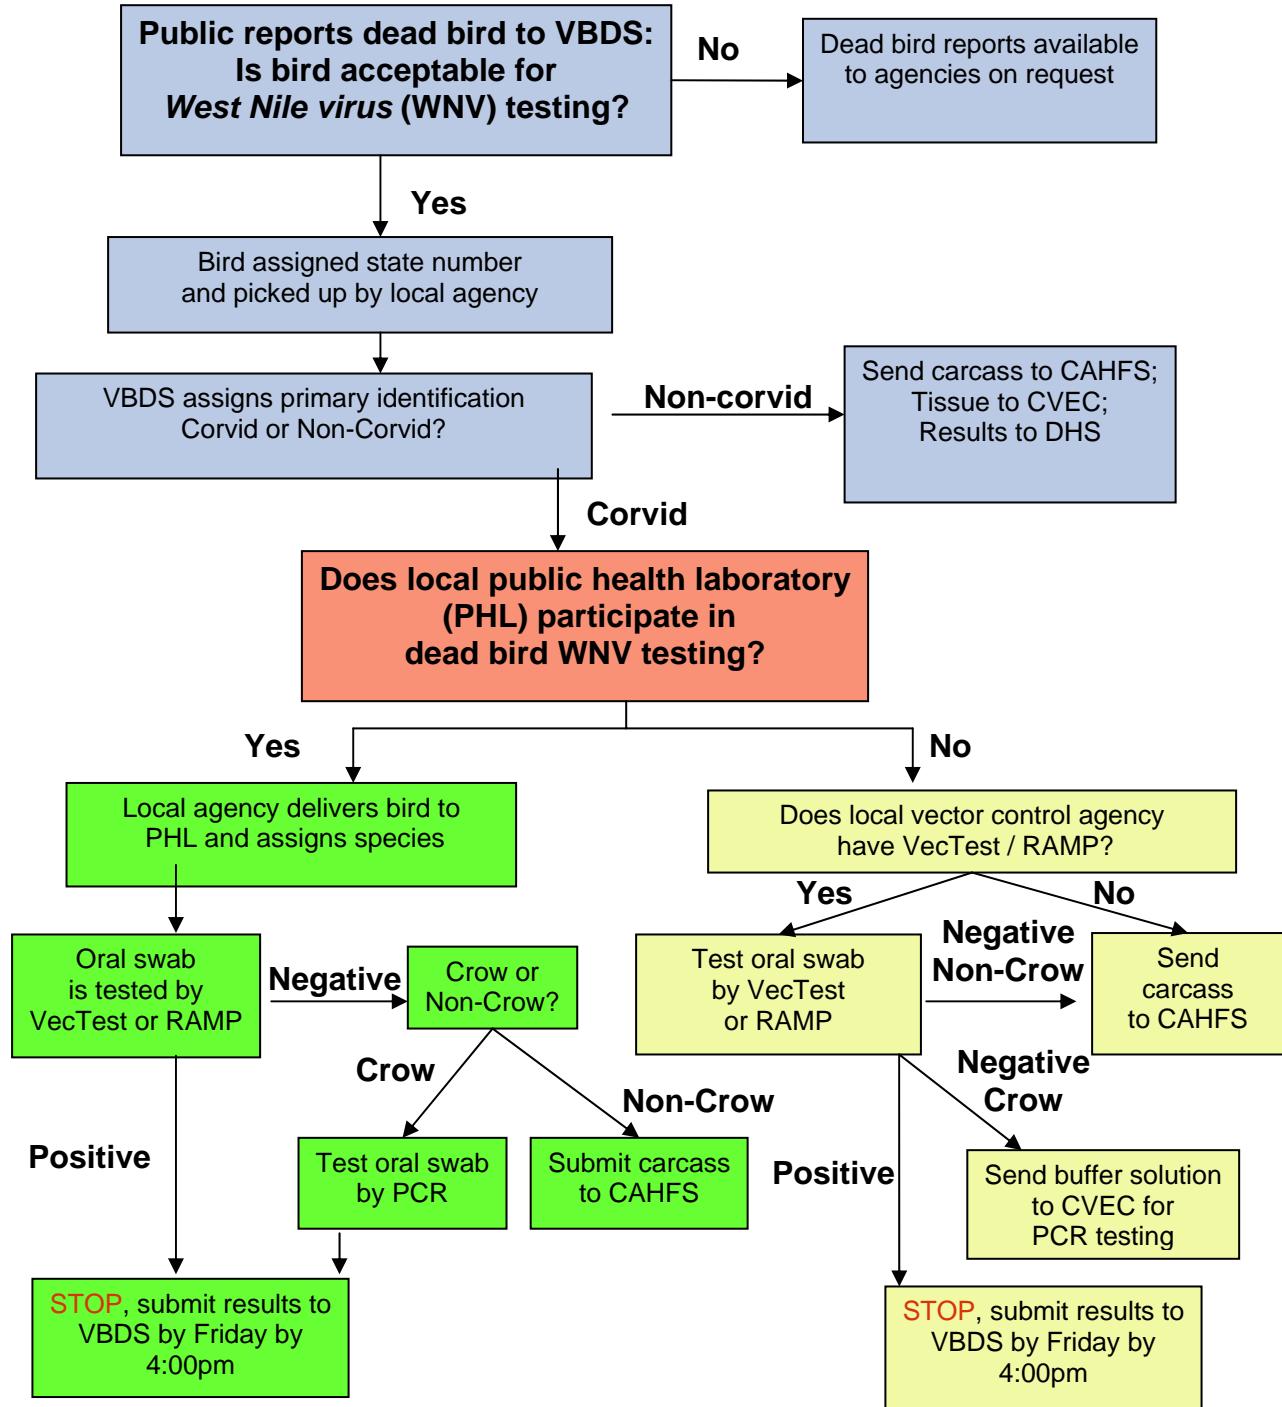 Public reports dead bird to VBDS:
Is bird acceptable for
West Nile virus (WNV) testing?
No
Dead bird reports available
to agencies on request
Yes
Bird assigned state number
and picked up by local agency
VBDS assigns primary identification
Corvid or Non-Corvid?
Non-corvid
Send carcass to CAHFS;
Tissue to CVEC;
Results to DHS
Corvid
Does local public health laboratory
(PHL) participate in
dead bird WNV testing?
Yes
No
Local agency delivers bird to
PHL and assigns species
Does local vector control agency
have VecTest / RAMP?
Yes
No
Oral swab
is tested by
VecTest or RAMP
Negative
Crow or
Non-Crow?
Test oral swab
by VecTest
or RAMP
Negative
Non-Crow
Send
carcass
to CAHFS
Crow
Non-Crow
Negative
Crow
Positive
Test oral swab
by PCR
Submit carcass
to CAHFS
Positive
Send buffer solution
to CVEC for
PCR testing
STOP, submit results to
VBDS by Friday by
4:00pm
STOP, submit results to
VBDS by Friday by
4:00pm